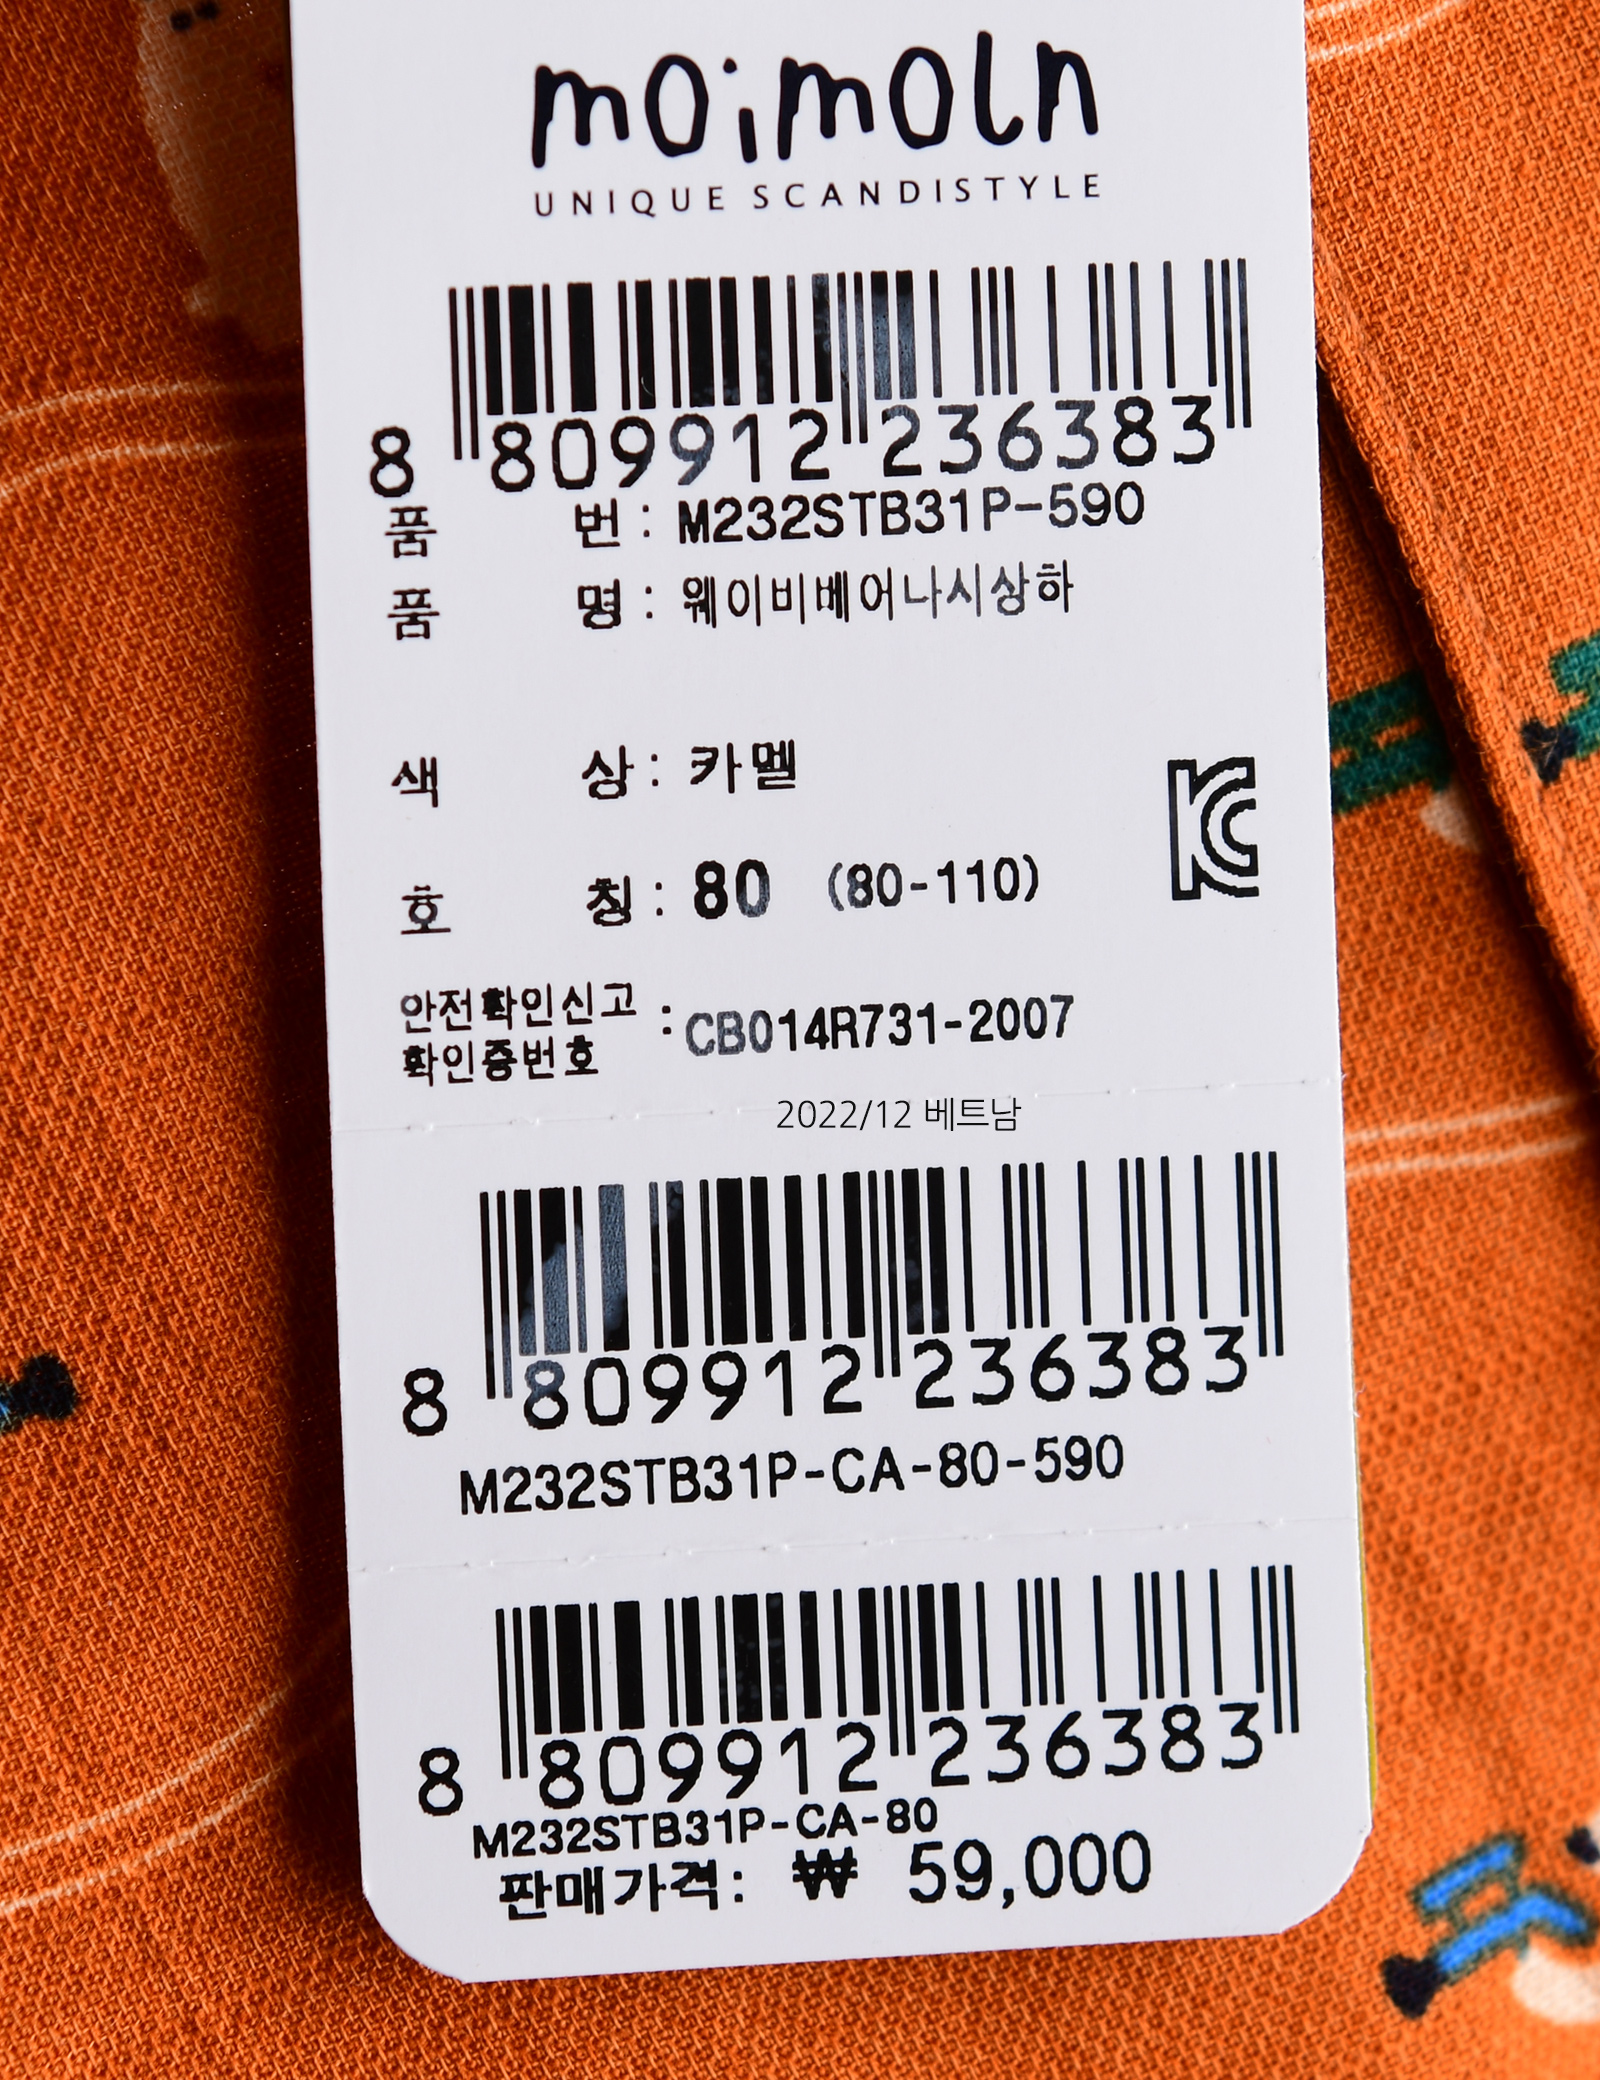 moimoln
UNIQUE SCANDISTYLE
8 809912 236383
품 번 : M232STB31P-590
품 명 : 웨이비베어나시상하
색 상 : 카멜
호 칭 : 80 (80-110)
안전확인신고 확인증번호 : CB014R731-2007
2022/12 베트남
8 809912 236383
M232STB31P-CA-80-590
8 809912 236383
M232STB31P-CA-80
판매가격: ₩ 59,000